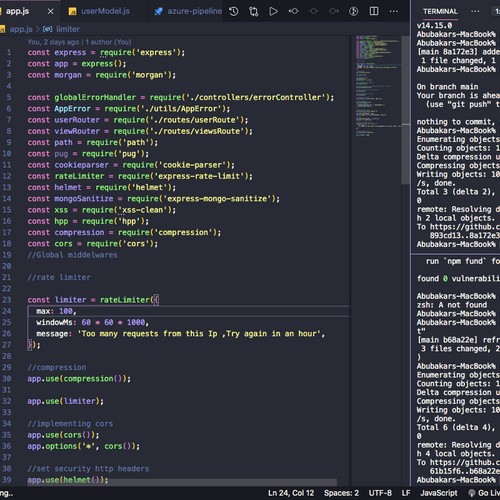 app.js
userModel.js
azure-pipeline
app.js > limiter
You, 2 days ago | 1 author (You)
1 const express = require('express');
2 const app = express();
3 const morgan = require('morgan');
4
5 const globalErrorHandler = require('./controllers/errorController');
6 const AppError = require('./utils/AppError');
7 const userRouter = require('./routes/userRoute');
8 const viewRouter = require('./routes/viewsRoute');
9 const path = require('path');
10 const pug = require('pug');
11 const cookieparser = require('cookie-parser');
12 const rateLimiter = require('express-rate-limit');
13 const helmet = require('helmet');
14 const mongoSanitize = require('express-mongo-sanitize');
15 const xss = require('xss-clean');
16 const hpp = require('hpp');
17 const compression = require('compression');
18 const cors = require('cors');
19 //Global middelwares
20
21 //rate limiter
22
23 const limiter = rateLimiter({
24 max: 100,
25 windowMs: 60 * 60 * 1000,
26 message: 'Too many requests from this Ip ,Try again in an hour',
27 });
28
29 //compression
30 app.use(compression());
31
32 app.use(limiter);
33
34 //implementing cors
35 app.use(cors());
36 app.options('*', cors());
37
38 //set security http headers
39 app.use(helmet());
Ln 24, Col 12 Spaces: 2 UTF-8 LF JavaScript Go Liv
TERMINAL ··· 1:
v14.15.0
Abubakars-MacBook%
Abubakars-MacBook%
[main 8a172e3] adde
1 file changed, 1
Abubakars-MacBook%
On branch main
Your branch is ahea
(use "git push"
nothing to commit,
Enumerating objects
Counting objects: 1
Delta compression u
Compressing objects
Writing objects: 10
/s, done.
Total 3 (delta 2),
0
remote: Resolving d
h 2 local objects.
To https://github.c
893cd13..8a172e3
Abubakars-MacBook%
run `npm fund` fo
found 0 vulnerabili
Abubakars-MacBook%
zsh: A not found
Abubakars-MacBook%
t"
[main b68a22e] refr
3 files changed, 2
)
Abubakars-MacBook%
Enumerating objects
Counting objects: 1
Delta compression u
Compressing objects
Writing objects: 10
/s, done.
Total 6 (delta 4),
0
remote: Resolving d
h 4 local objects.
To https://github.c
61b15f6..b68a22e
Abubakars-MacBook%